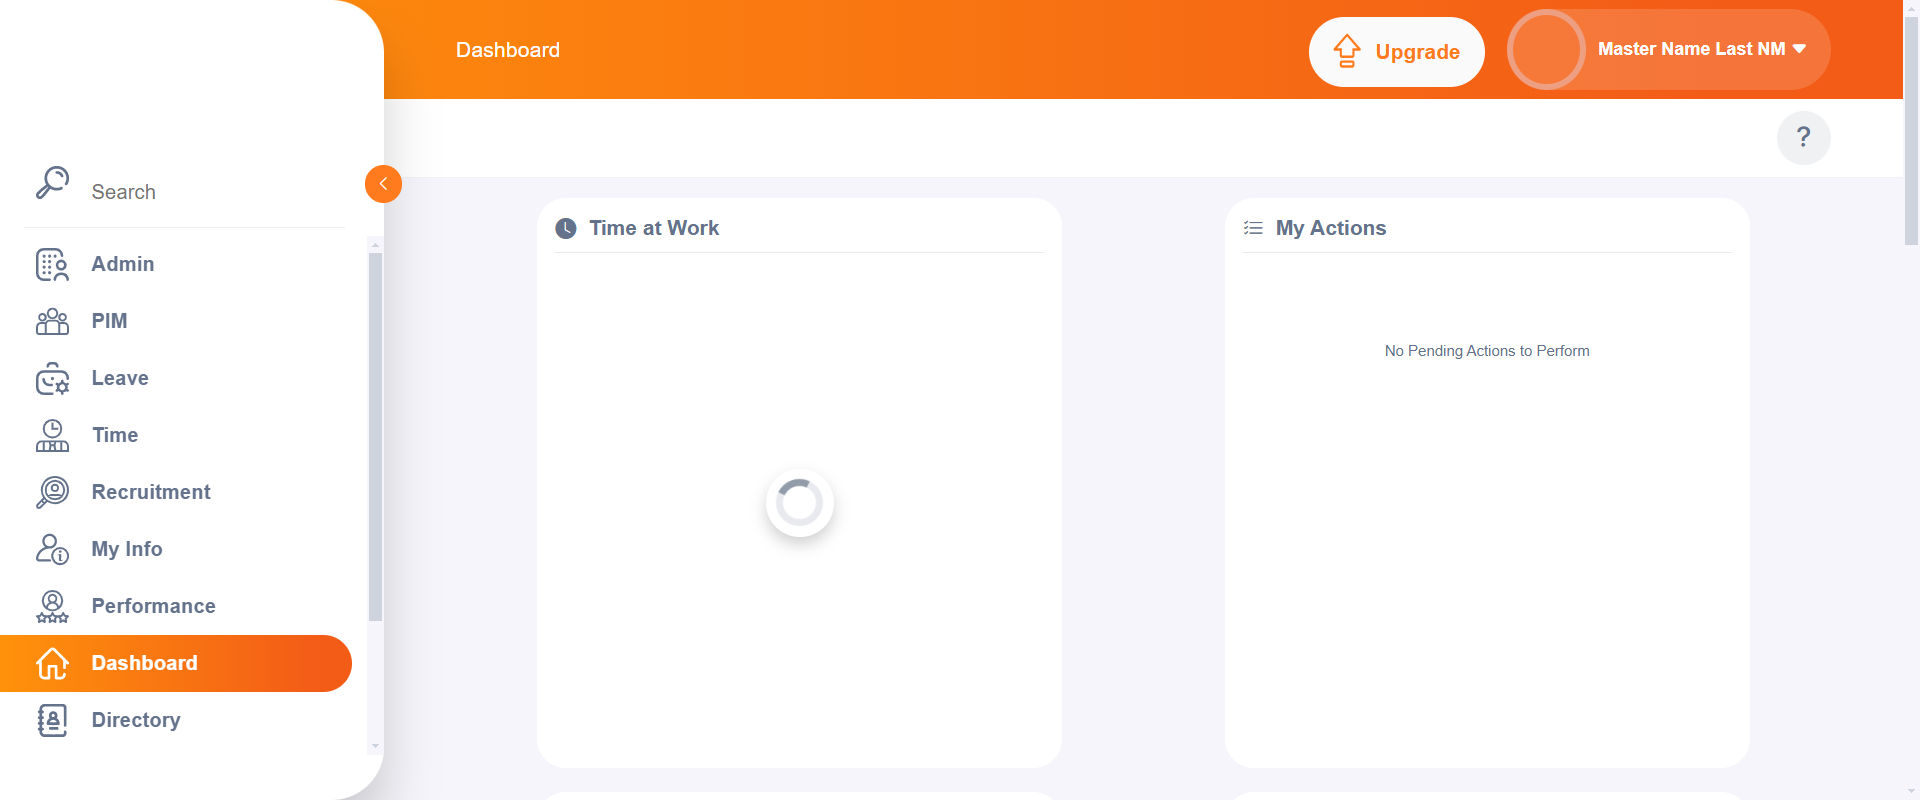 Dashboard
Upgrade
Master Name Last NM
?
Search
Admin
PIM
Leave
Time
Recruitment
My Info
Performance
Dashboard
Directory
Time at Work
My Actions
No Pending Actions to Perform